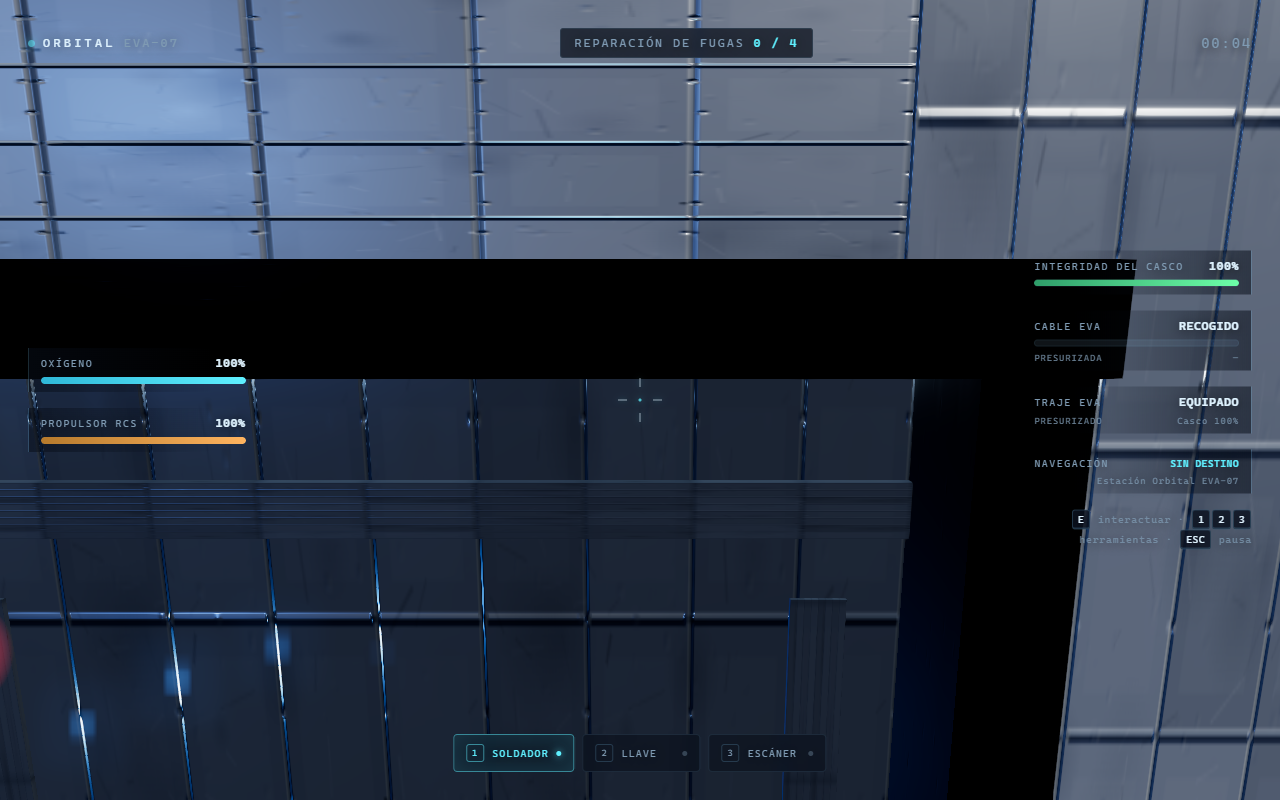 ORBITAL EVA-07
REPARACIÓN DE FUGAS 0 / 4
00:04
INTEGRIDAD DEL CASCO 100%
CABLE EVA RECOGIDO
PRESURIZADA —
OXÍGENO 100%
TRAJE EVA EQUIPADO
PRESURIZADO Casco 100%
PROPULSOR RCS 100%
NAVEGACIÓN SIN DESTINO
Estación Orbital EVA-07
E interactuar · 1 2 3
herramientas · ESC pausa
1 SOLDADOR
2 LLAVE
3 ESCÁNER